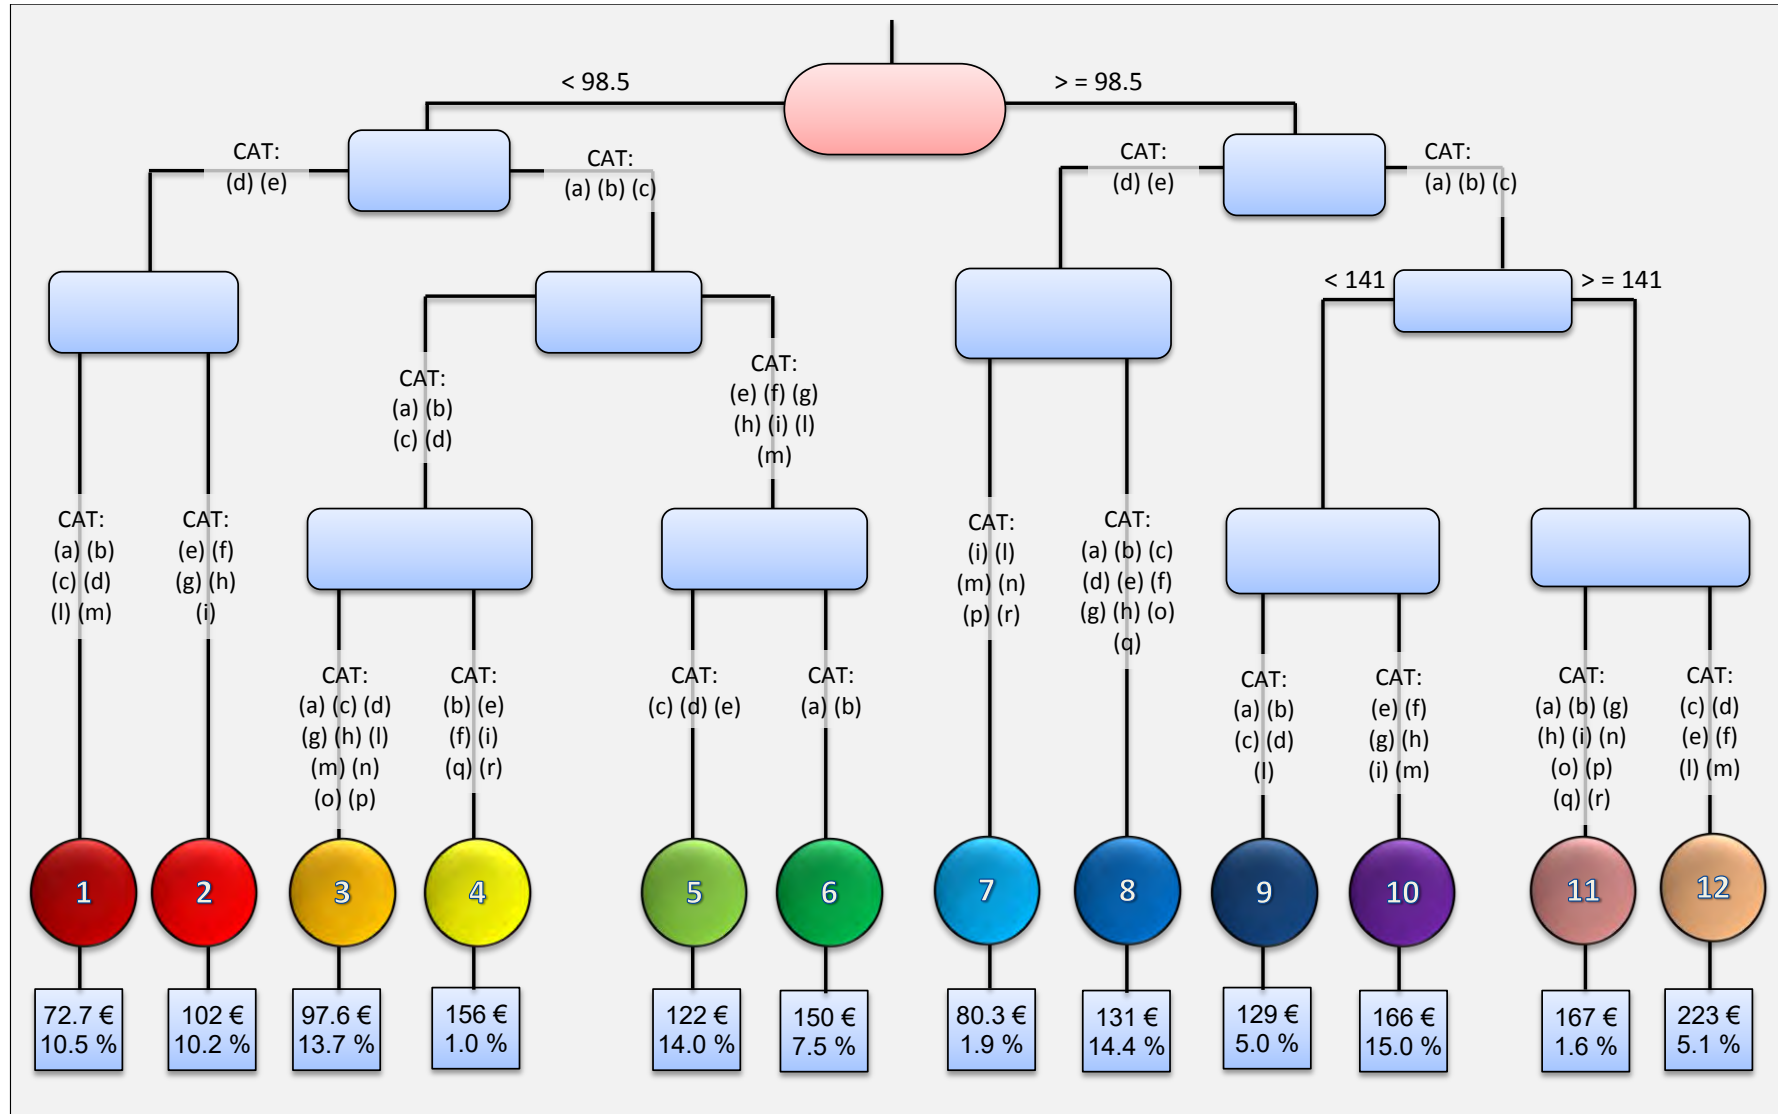 < 98.5
> = 98.5
CAT:
(d) (e)
CAT:
(a) (b) (c)
CAT:
(d) (e)
CAT:
(a) (b) (c)
< 141
> = 141
CAT:
(a) (b)
(c) (d)
CAT:
(e) (f) (g)
(h) (i) (l)
(m)
CAT:
(a) (b)
(c) (d)
(l) (m)
CAT:
(e) (f)
(g) (h)
(i)
CAT:
(i) (l)
(m) (n)
(p) (r)
CAT:
(a) (b) (c)
(d) (e) (f)
(g) (h) (o)
(q)
CAT:
(a) (c) (d)
(g) (h) (l)
(m) (n)
(o) (p)
CAT:
(b) (e)
(f) (i)
(q) (r)
CAT:
(c) (d) (e)
CAT:
(a) (b)
CAT:
(a) (b)
(c) (d)
(l)
CAT:
(e) (f)
(g) (h)
(i) (m)
CAT:
(a) (b) (g)
(h) (i) (n)
(o) (p)
(q) (r)
CAT:
(c) (d)
(e) (f)
(l) (m)
1
2
3
4
5
6
7
8
9
10
11
12
72.7 €
10.5 %
102 €
10.2 %
97.6 €
13.7 %
156 €
1.0 %
122 €
14.0 %
150 €
7.5 %
80.3 €
1.9 %
131 €
14.4 %
129 €
5.0 %
166 €
15.0 %
167 €
1.6 %
223 €
5.1 %